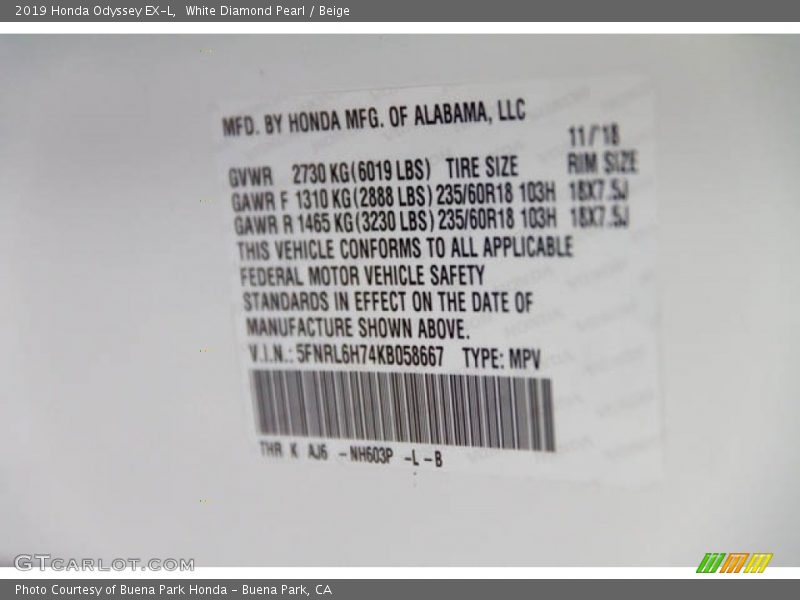 2019 Honda Odyssey EX-L, White Diamond Pearl / Beige
MFD. BY HONDA MFG. OF ALABAMA, LLC
11/18
GVWR 2730 KG(6019 LBS) TIRE SIZE RIM SIZE
GAWR F 1310 KG(2888 LBS) 235/60R18 103H 18X7.5J
GAWR R 1465 KG(3230 LBS) 235/60R18 103H 18X7.5J
THIS VEHICLE CONFORMS TO ALL APPLICABLE
FEDERAL MOTOR VEHICLE SAFETY
STANDARDS IN EFFECT ON THE DATE OF
MANUFACTURE SHOWN ABOVE.
V.I.N.: 5FNRL6H74KB058667 TYPE: MPV
THR K AJ6 -NH603P -L -B
GTCARLOT.COM
Photo Courtesy of Buena Park Honda - Buena Park, CA